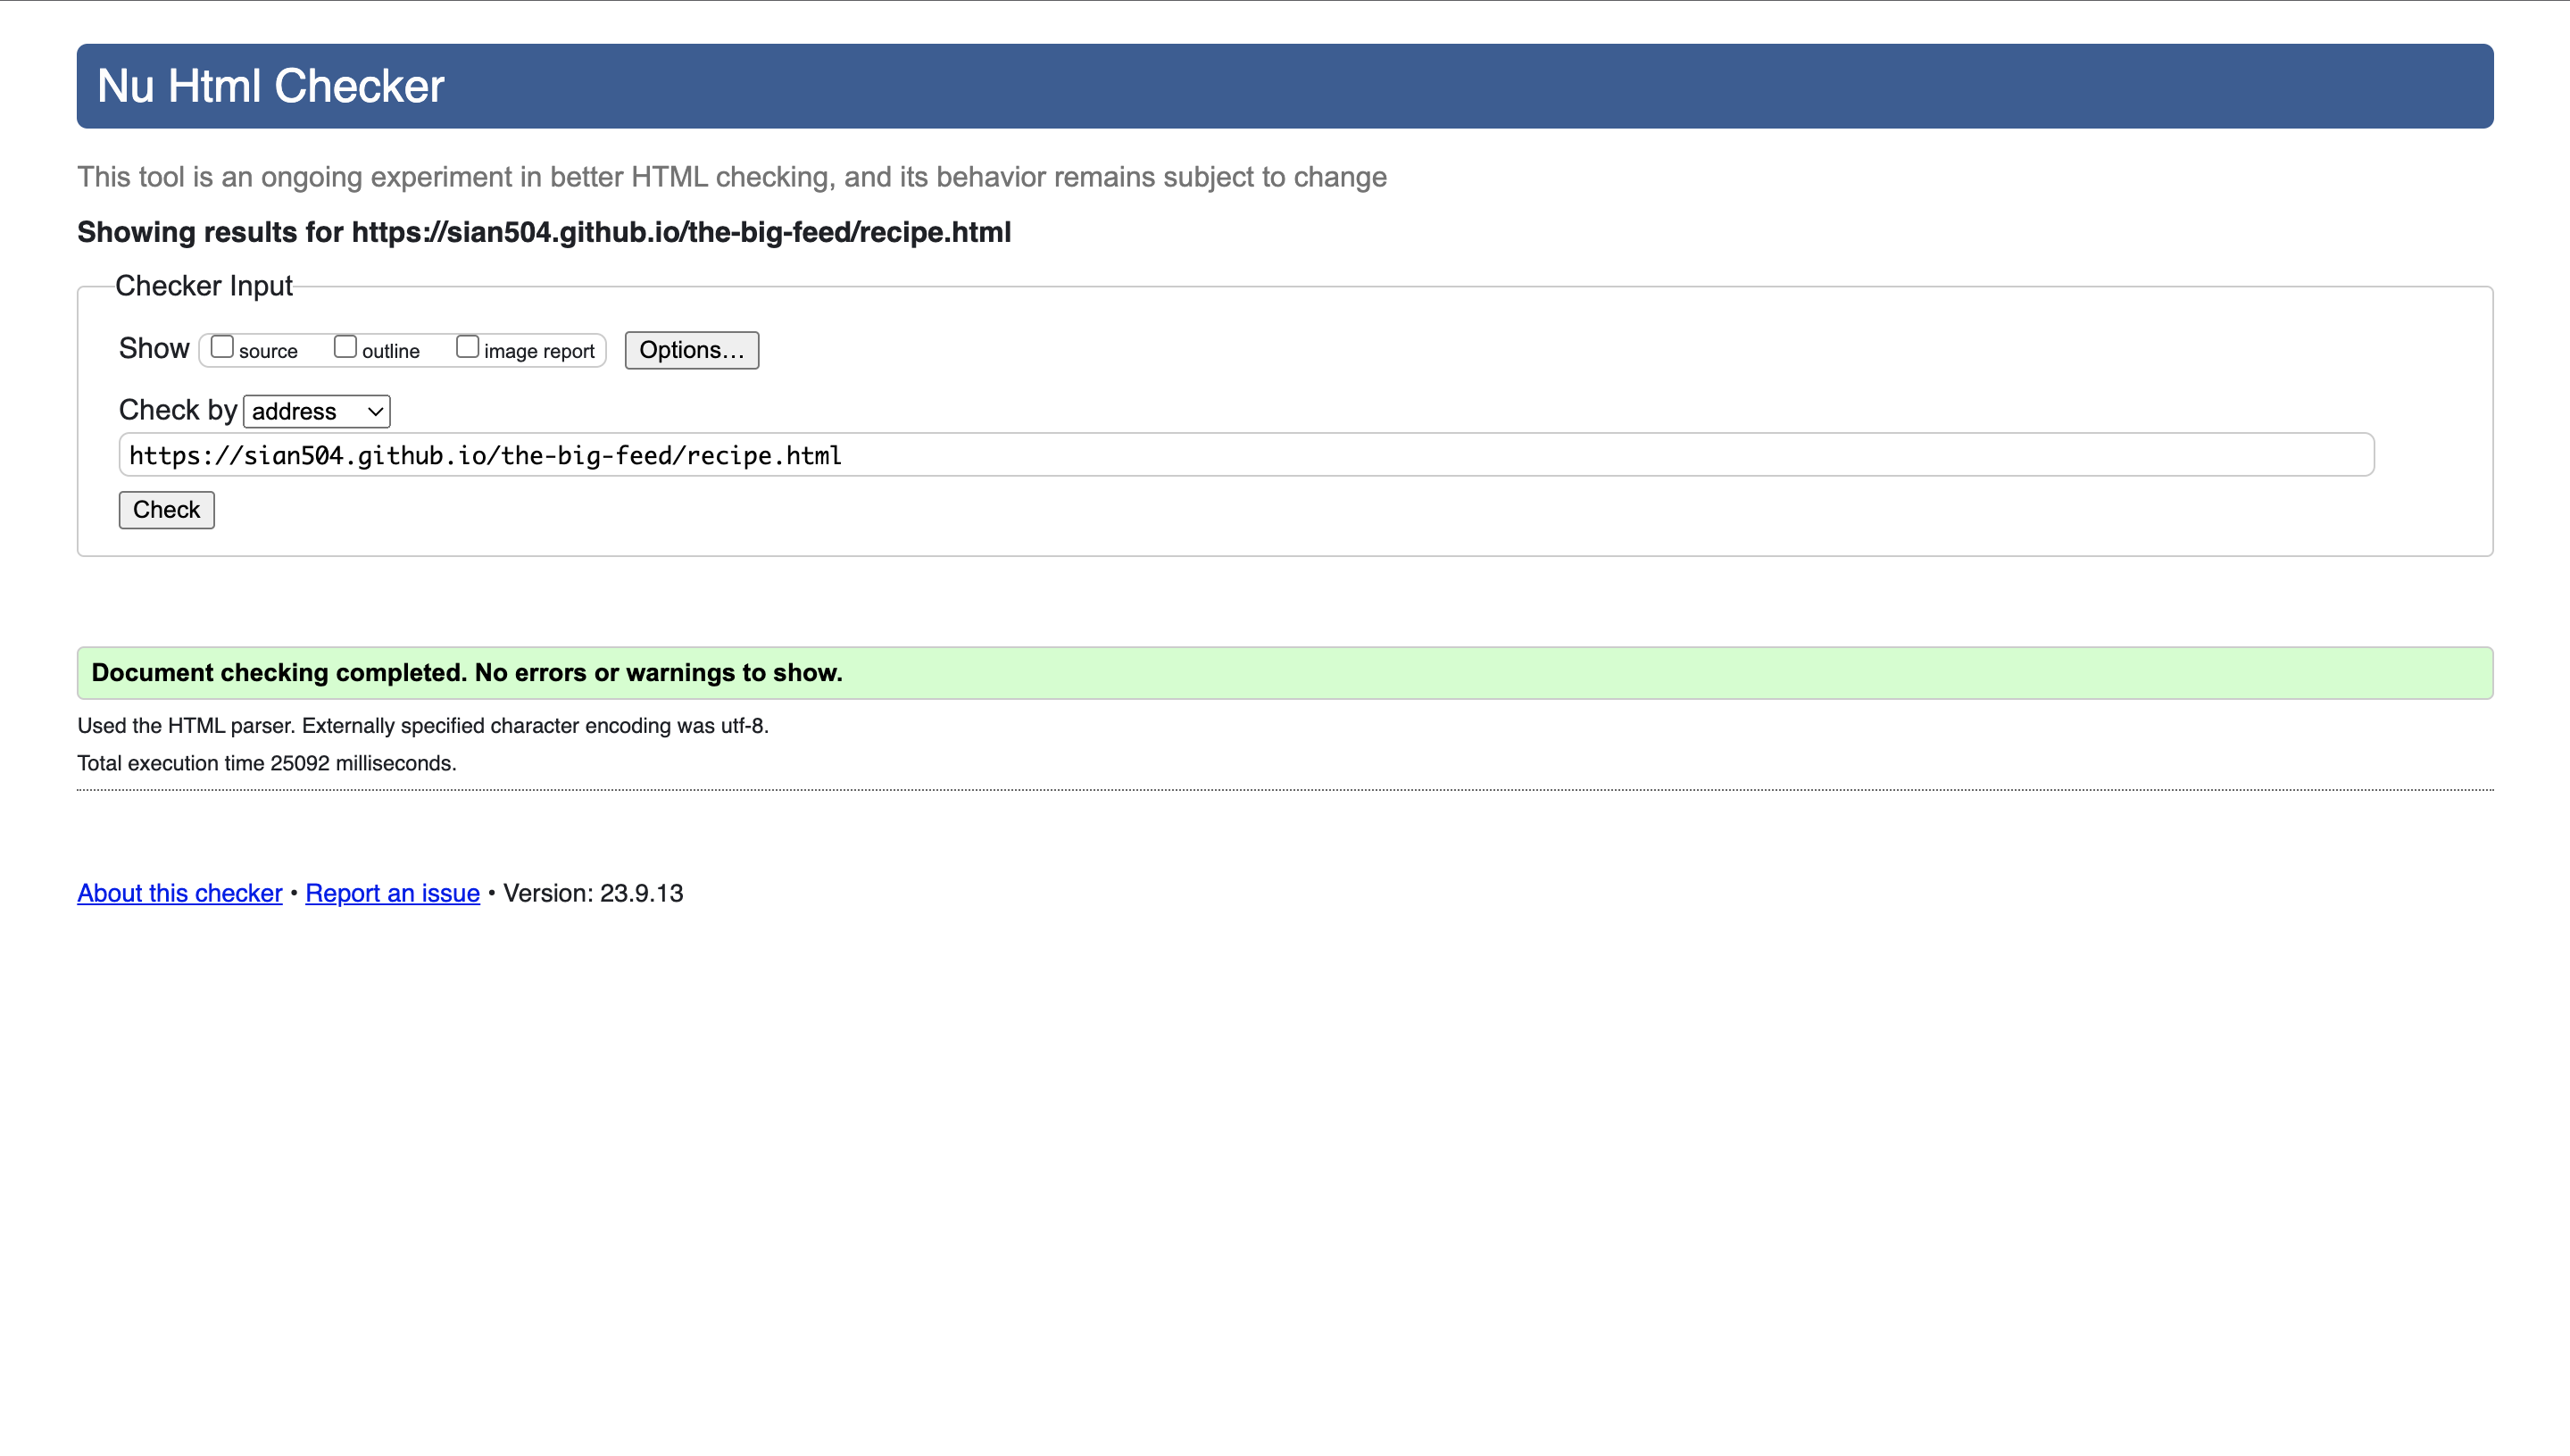 Nu Html Checker
This tool is an ongoing experiment in better HTML checking, and its behavior remains subject to change
Showing results for https://sian504.github.io/the-big-feed/recipe.html
Checker Input
Show source outline image report Options...
Check by address
https://sian504.github.io/the-big-feed/recipe.html
Check
Document checking completed. No errors or warnings to show.
Used the HTML parser. Externally specified character encoding was utf-8.
Total execution time 25092 milliseconds.
About this checker • Report an issue • Version: 23.9.13